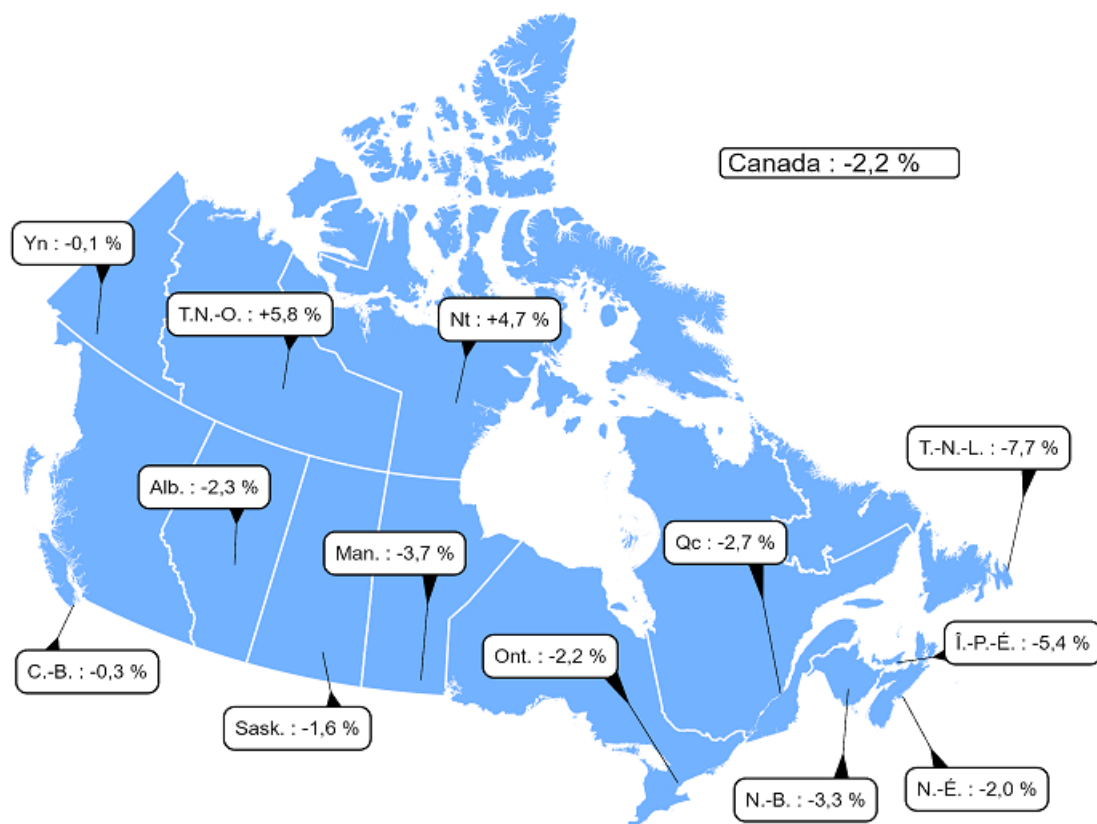 Canada : -2,2 %
Yn : -0,1 %
T.N.-O. : +5,8 %
Nt : +4,7 %
T.-N.-L. : -7,7 %
Alb. : -2,3 %
Man. : -3,7 %
Qc : -2,7 %
Î.-P.-É. : -5,4 %
C.-B. : -0,3 %
Ont. : -2,2 %
Sask. : -1,6 %
N.-B. : -3,3 %
N.-É. : -2,0 %